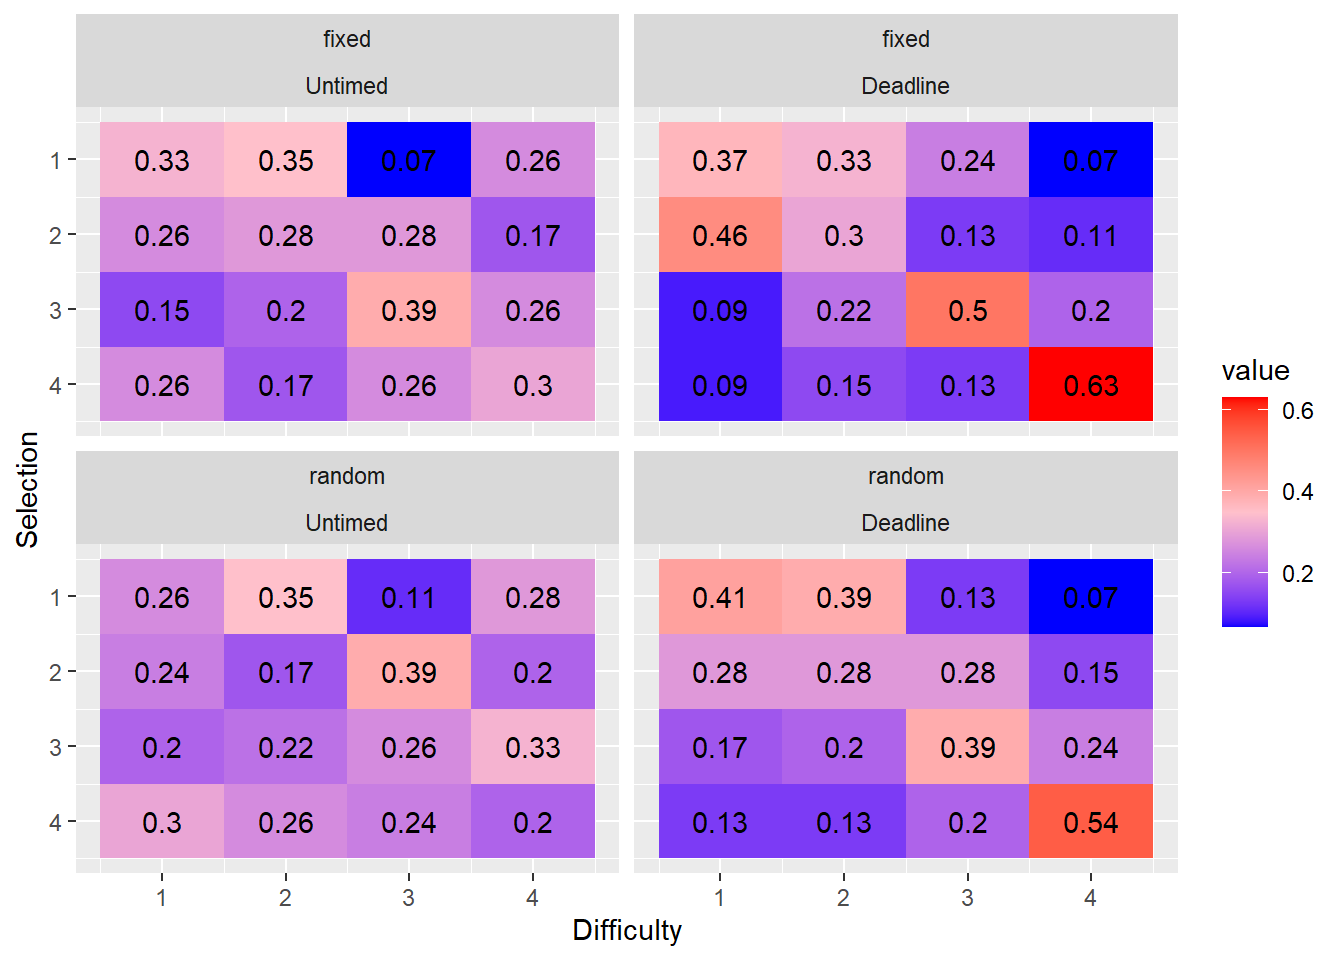 fixed
Untimed
fixed
Deadline
1 0.33 0.35 0.07 0.26 0.37 0.33 0.24 0.07
2 0.26 0.28 0.28 0.17 0.46 0.3 0.13 0.11
3 0.15 0.2 0.39 0.26 0.09 0.22 0.5 0.2
4 0.26 0.17 0.26 0.3 0.09 0.15 0.13 0.63
random
Untimed
random
Deadline
1 0.26 0.35 0.11 0.28 0.41 0.39 0.13 0.07
2 0.24 0.17 0.39 0.2 0.28 0.28 0.28 0.15
3 0.2 0.22 0.26 0.33 0.17 0.2 0.39 0.24
4 0.3 0.26 0.24 0.2 0.13 0.13 0.2 0.54
1 2 3 4 1 2 3 4
Difficulty
Selection
value
0.6
0.4
0.2